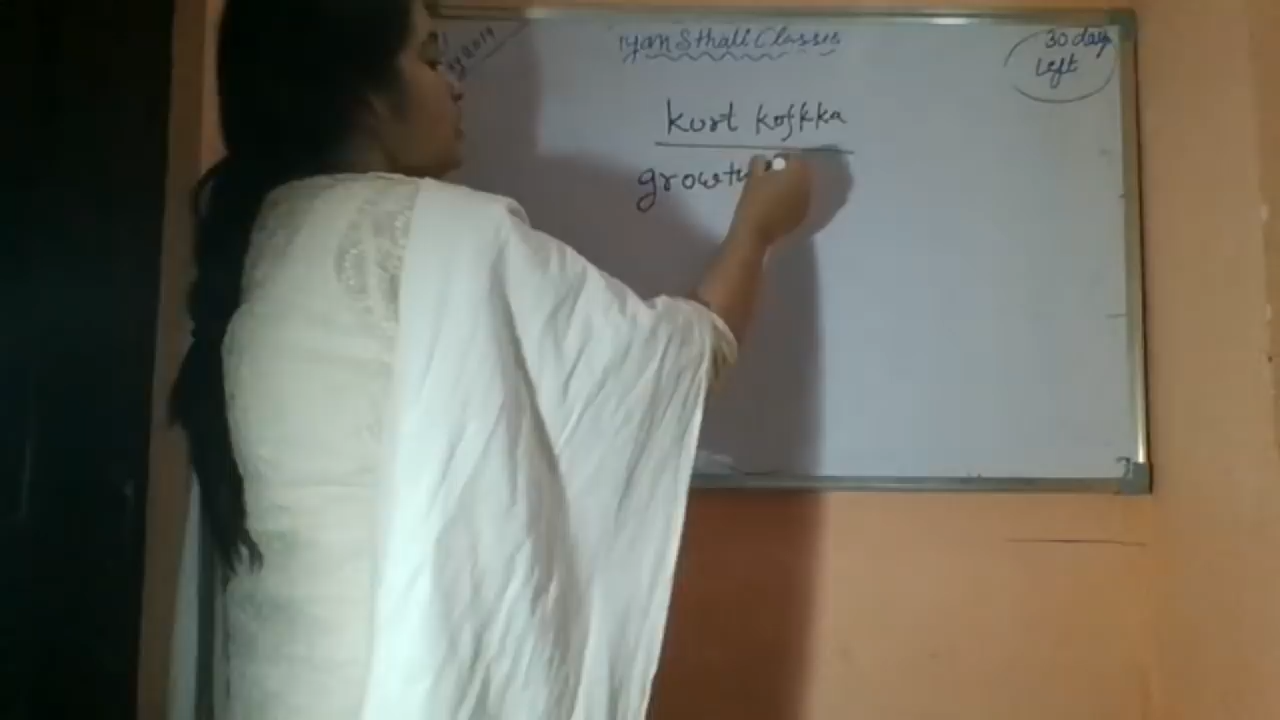 Gyan Sthali Classes
30 days
Left
Kurt Koffka
growth